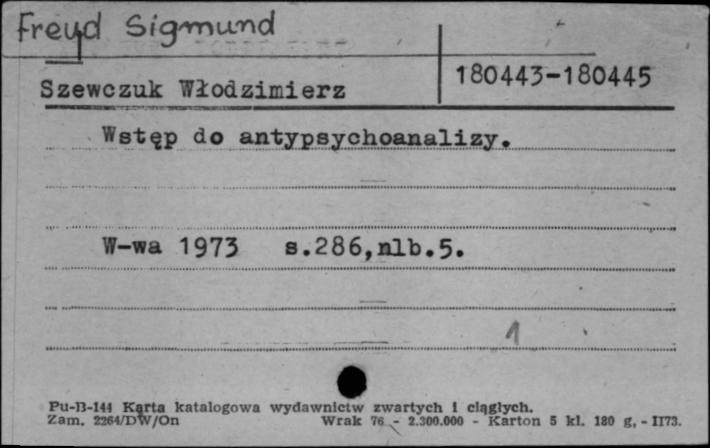 Freud Sigmund
Szewczuk Włodzimierz
180443-180445
Wstęp do antypsychoanalizy.
W-wa 1973 s.286,nlb.5.
1
Pu-B-144 Karta katalogowa wydawnictw zwartych i ciągłych.
Zam. 2264/DW/On Wrak 76 - 2.300.000 - Karton 5 kl. 180 g, - II73.